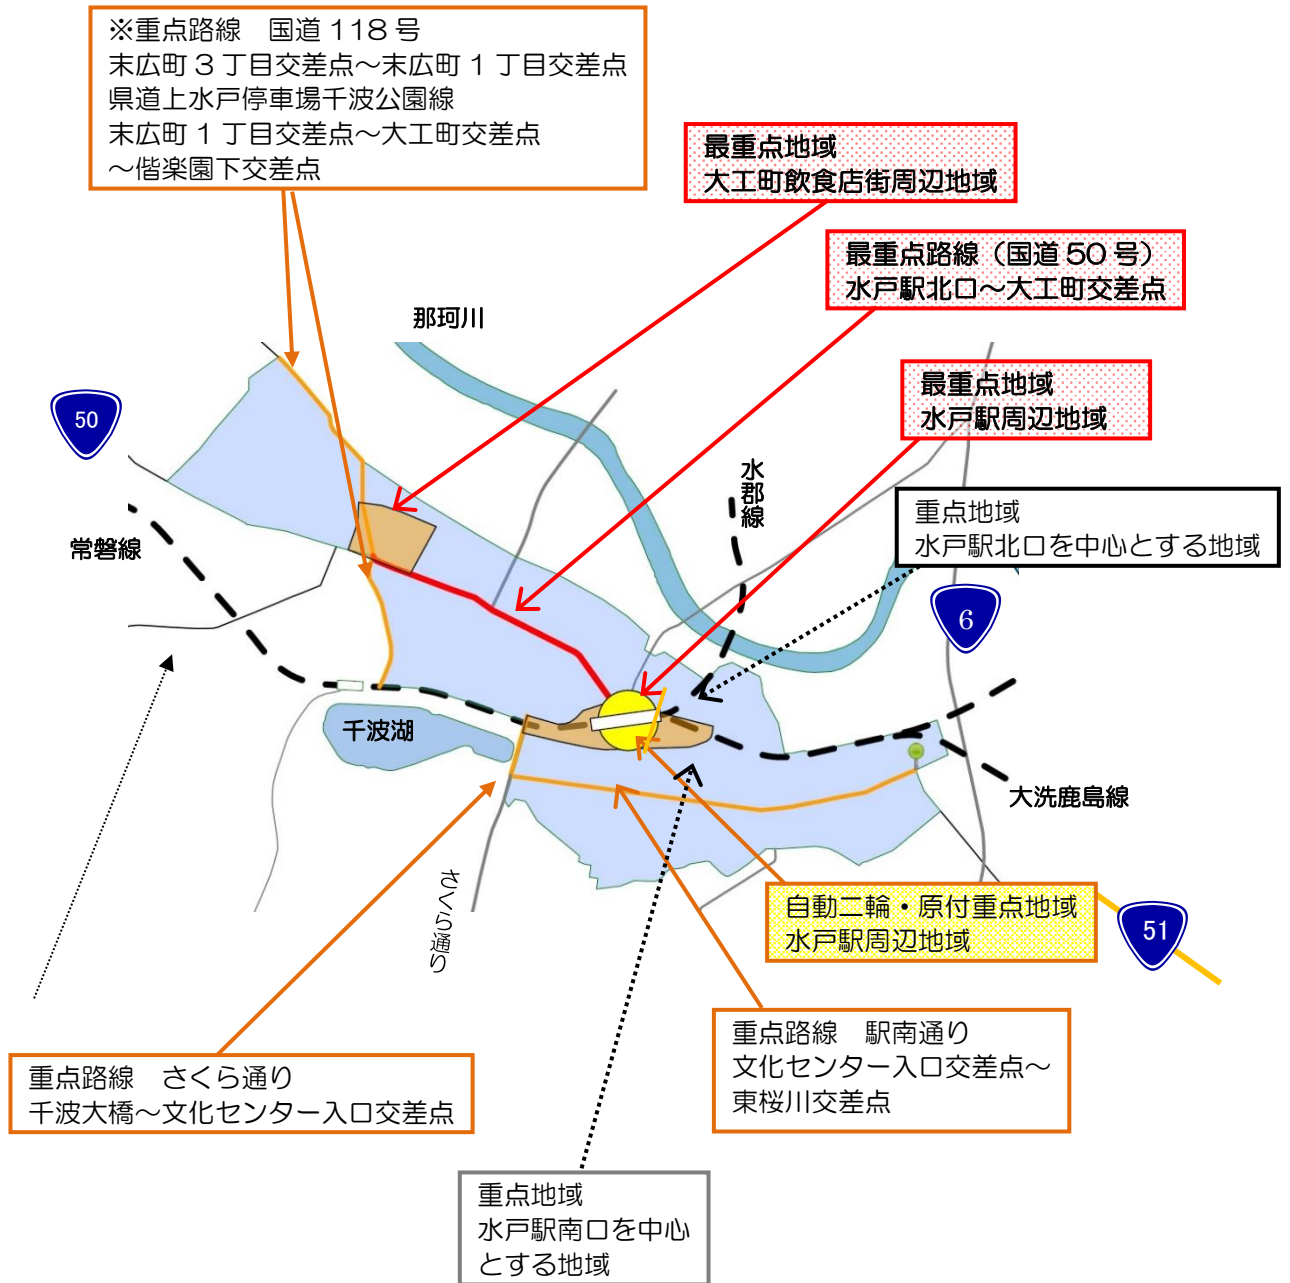 ※重点路線　国道118号
末広町3丁目交差点～末広町1丁目交差点
県道上水戸停車場千波公園線
末広町1丁目交差点～大工町交差点
～偕楽園下交差点
最重点地域
大工町飲食店街周辺地域
最重点路線（国道50号）
水戸駅北口～大工町交差点
那珂川
最重点地域
水戸駅周辺地域
50
水郡線
重点地域
水戸駅北口を中心とする地域
常磐線
6
千波湖
大洗鹿島線
さくら通り
自動二輪・原付重点地域
水戸駅周辺地域
51
重点路線　駅南通り
文化センター入口交差点～
東桜川交差点
重点路線　さくら通り
千波大橋～文化センター入口交差点
重点地域
水戸駅南口を中心
とする地域